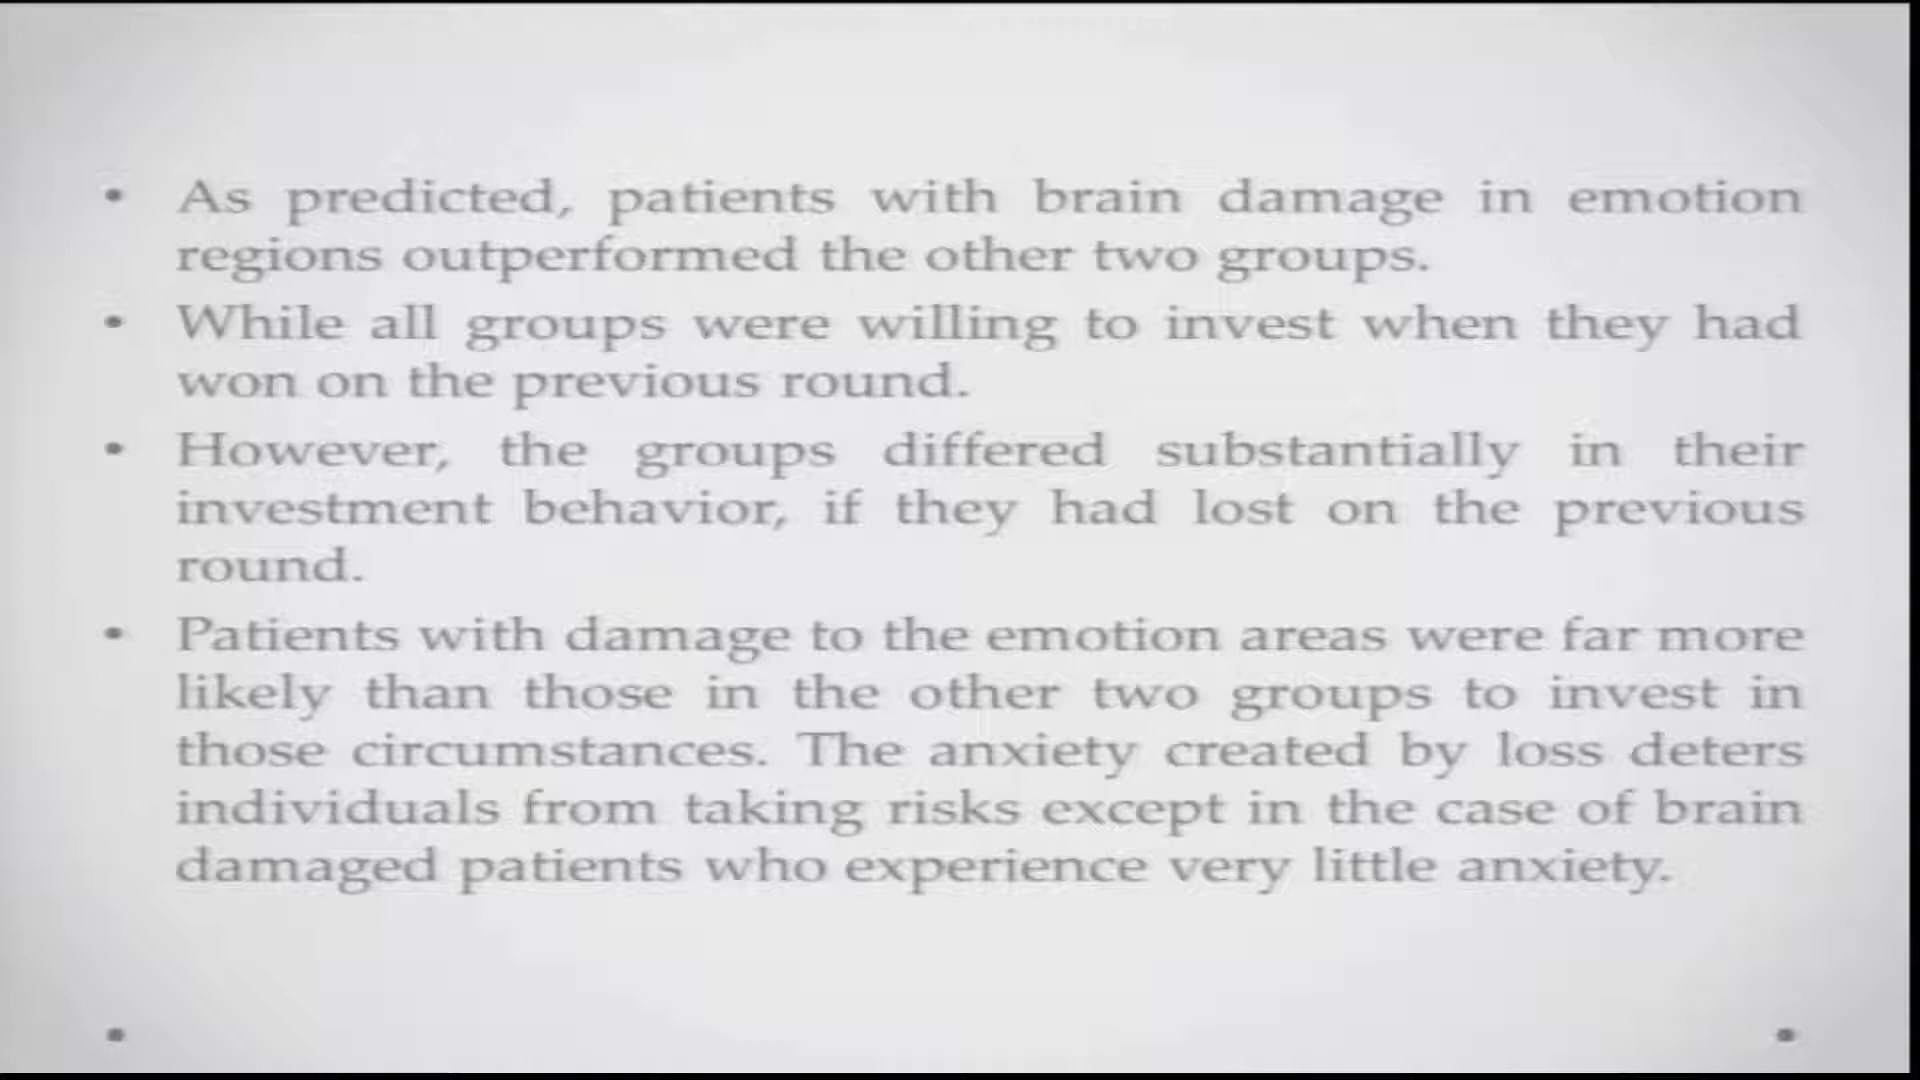 • As predicted, patients with brain damage in emotion
regions outperformed the other two groups.
• While all groups were willing to invest when they had
won on the previous round.
• However, the groups differed substantially in their
investment behavior, if they had lost on the previous
round.
• Patients with damage to the emotion areas were far more
likely than those in the other two groups to invest in
those circumstances. The anxiety created by loss deters
individuals from taking risks except in the case of brain
damaged patients who experience very little anxiety.